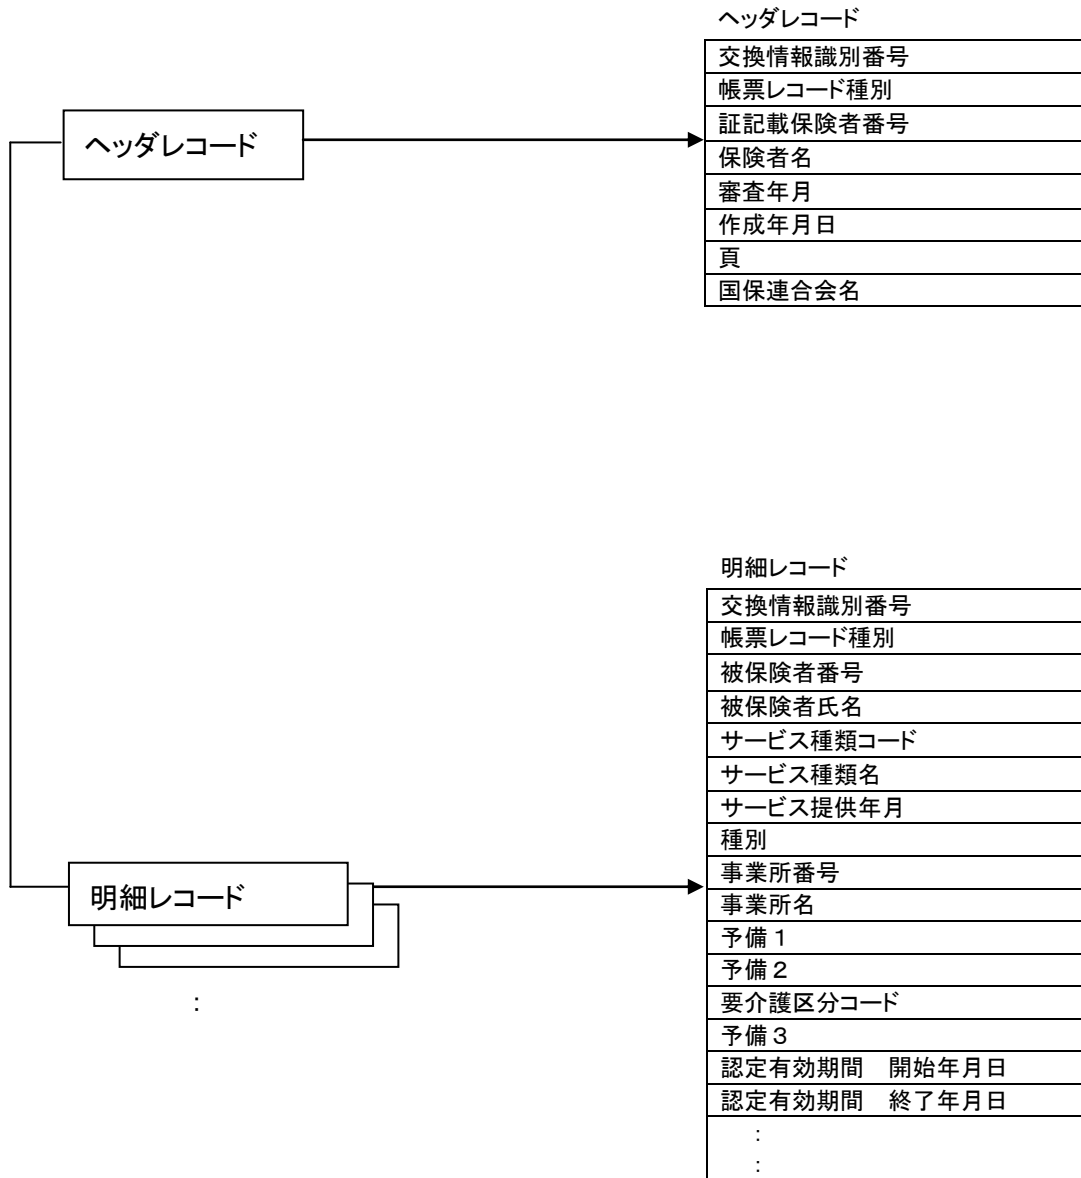 ヘッダレコード
ヘッダレコード
交換情報識別番号
帳票レコード種別
証記載保険者番号
保険者名
審査年月
作成年月日
頁
国保連合会名
明細レコード
:
明細レコード
交換情報識別番号
帳票レコード種別
被保険者番号
被保険者氏名
サービス種類コード
サービス種類名
サービス提供年月
種別
事業所番号
事業所名
予備1
予備2
要介護区分コード
予備3
認定有効期間　開始年月日
認定有効期間　終了年月日
:
: